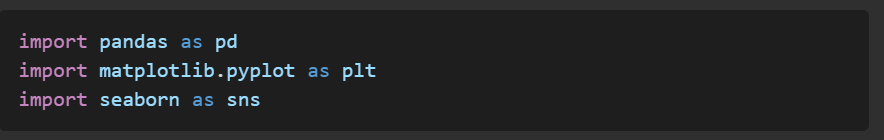 import pandas as pd
import matplotlib.pyplot as plt
import seaborn as sns